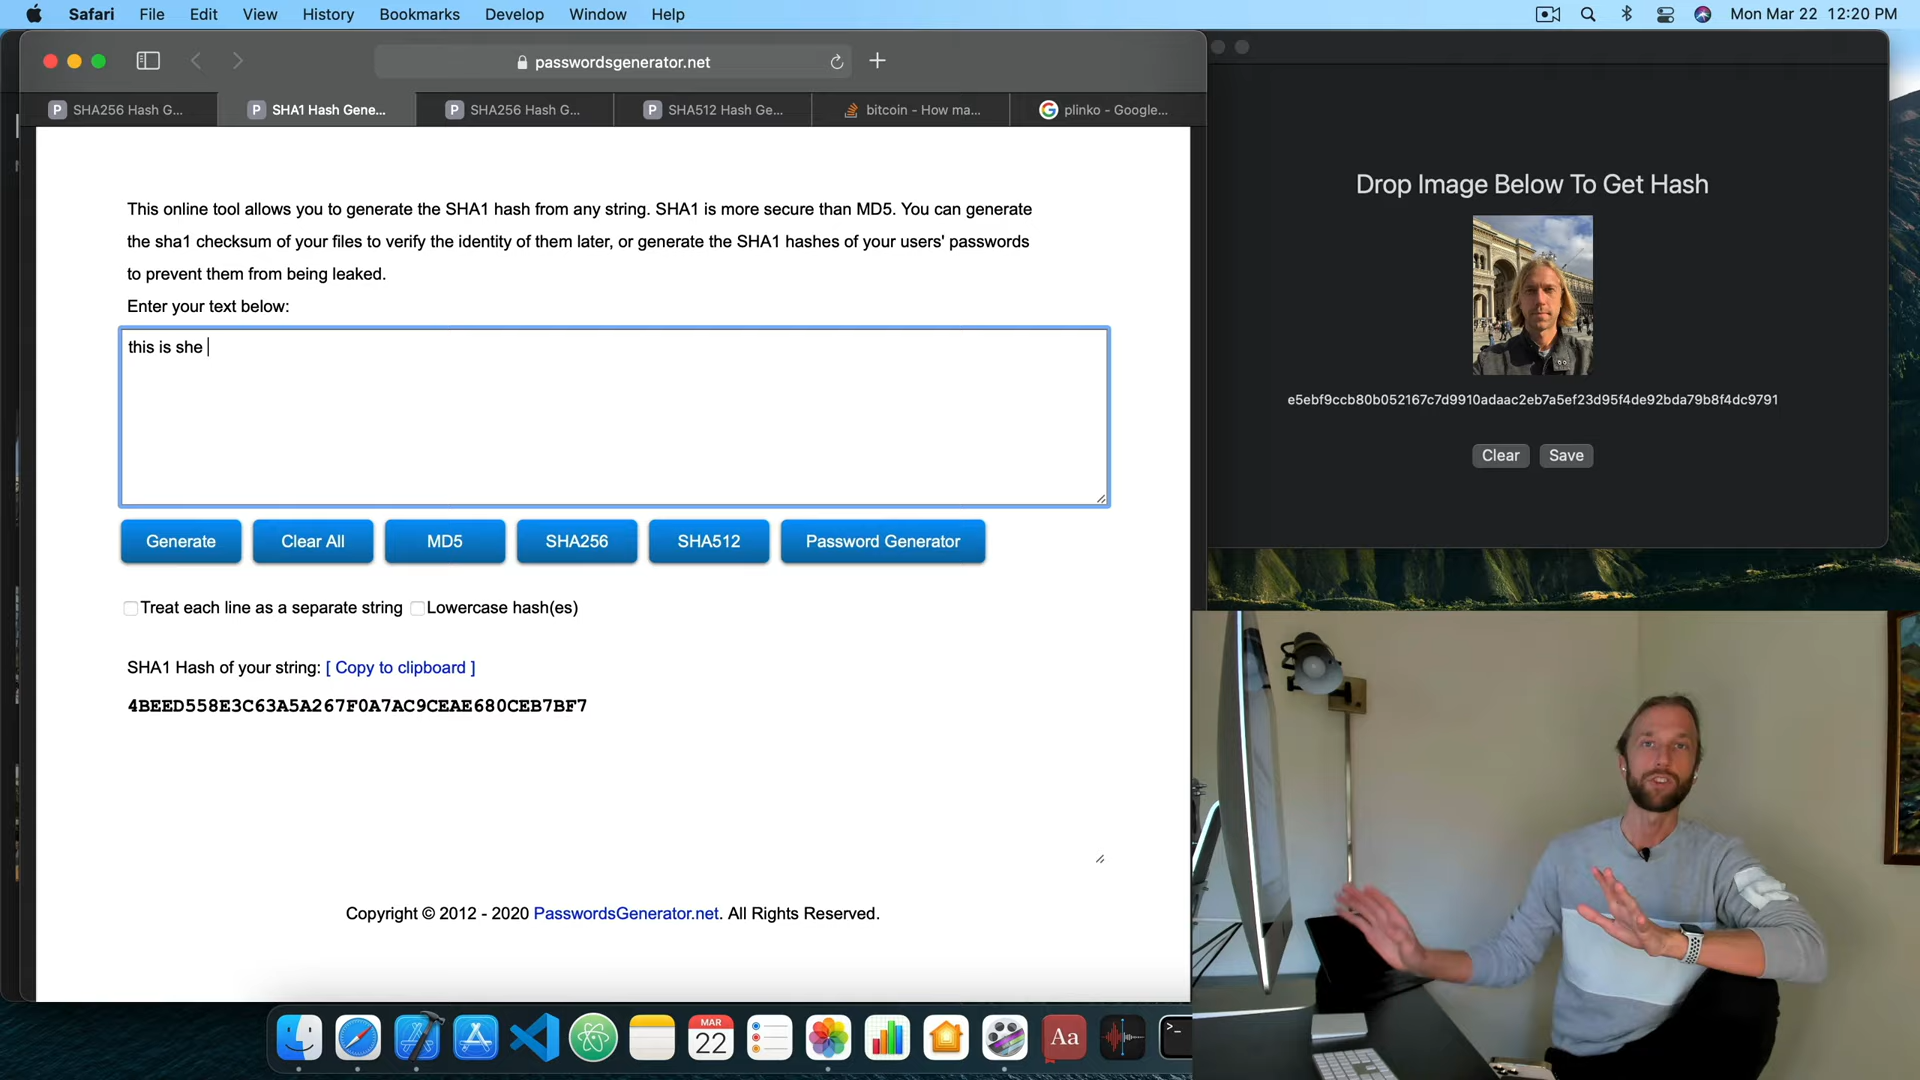 Safari File Edit View History Bookmarks Develop Window Help Mon Mar 22 12:20 PM
passwordsgenerator.net
SHA256 Hash G... SHA1 Hash Gene... SHA256 Hash G... SHA512 Hash Ge... bitcoin - How ma... plinko - Google...
This online tool allows you to generate the SHA1 hash from any string. SHA1 is more secure than MD5. You can generate
the sha1 checksum of your files to verify the identity of them later, or generate the SHA1 hashes of your users' passwords
to prevent them from being leaked.
Enter your text below:
this is she
Generate Clear All MD5 SHA256 SHA512 Password Generator
Treat each line as a separate string Lowercase hash(es)
SHA1 Hash of your string: [ Copy to clipboard ]
4BEED558E3C63A5A267F0A7AC9CEAE680CEB7BF7
Copyright © 2012 - 2020 PasswordsGenerator.net. All Rights Reserved.
Drop Image Below To Get Hash
e5ebf9ccb80b052167c7d9910adaac2eb7a5ef23d95f4de92bda79b8f4dc9791
Clear Save
MAR
22
Aa